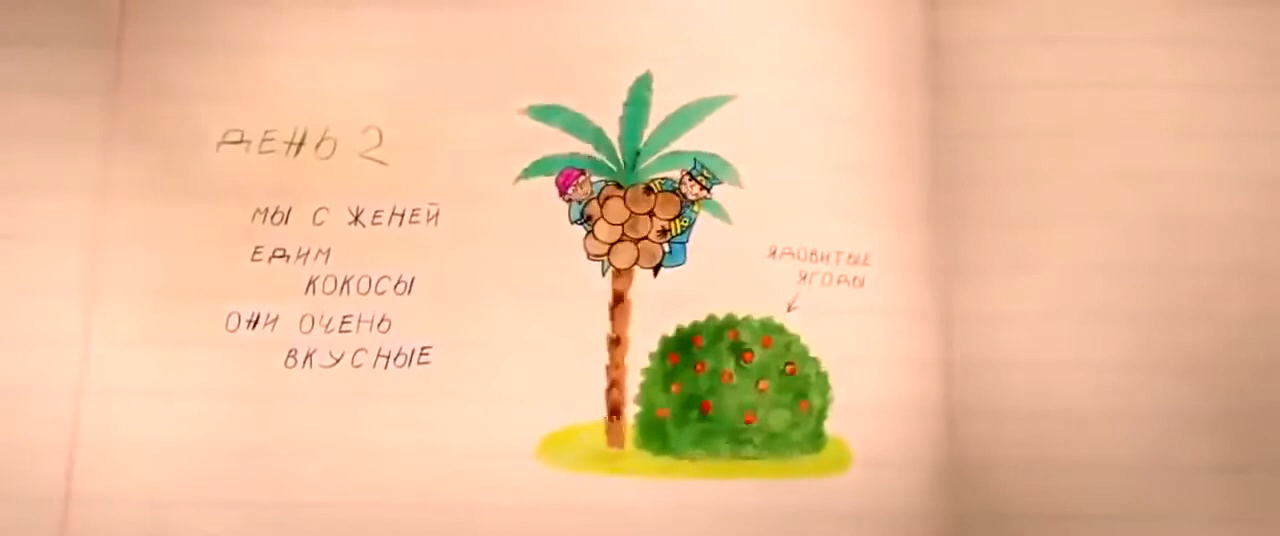 ДЕНЬ 2
МЫ С ЖЕНЕЙ
ЕДИМ
КОКОСЫ
ОНИ ОЧЕНЬ
ВКУСНЫЕ
ЯДОВИТЫЕ
ЯГОДЫ